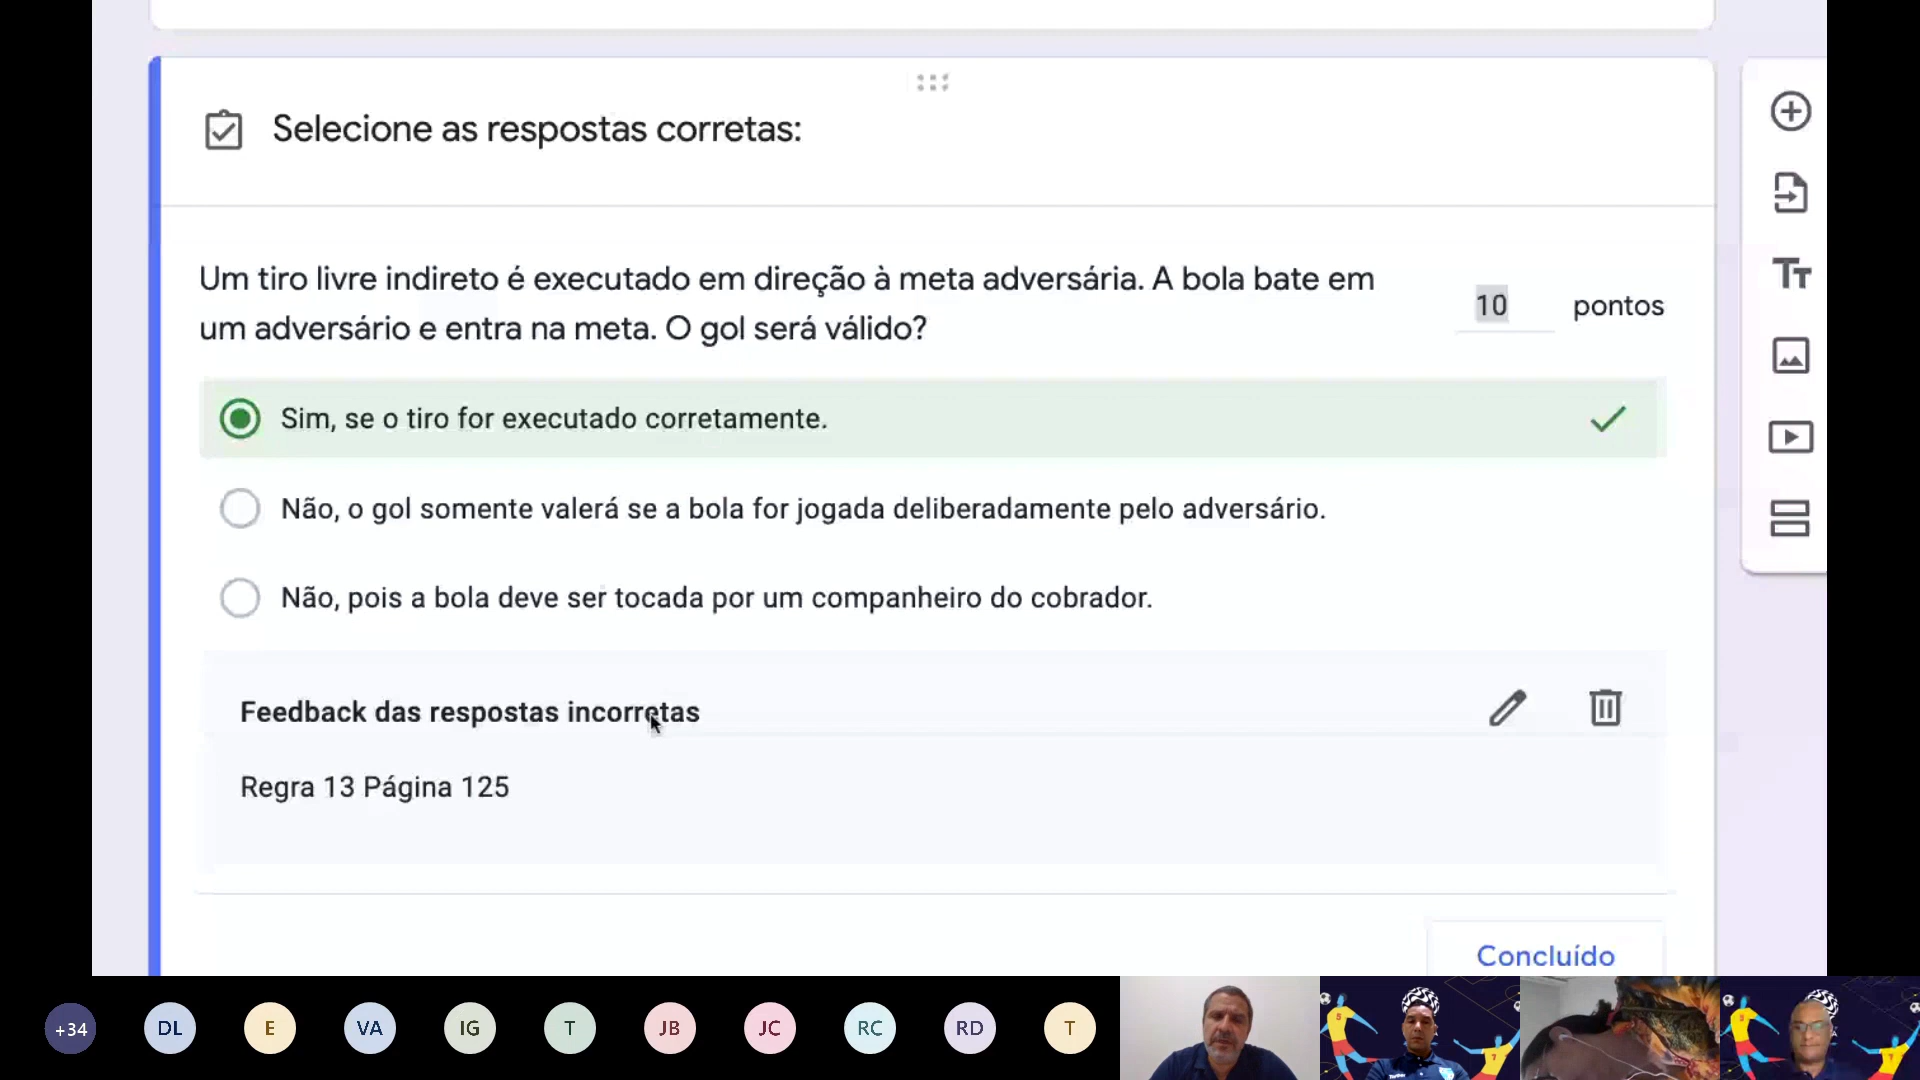 Selecione as respostas corretas:
Um tiro livre indireto é executado em direção à meta adversária. A bola bate em
um adversário e entra na meta. O gol será válido?
10 pontos
Sim, se o tiro for executado corretamente.
Não, o gol somente valerá se a bola for jogada deliberadamente pelo adversário.
Não, pois a bola deve ser tocada por um companheiro do cobrador.
Feedback das respostas incorretas
Regra 13 Página 125
Concluído
+34 DL E VA IG T JB JC RC RD T